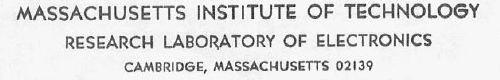 MASSACHUSETTS INSTITUTE OF TECHNOLOGY
RESEARCH LABORATORY OF ELECTRONICS
CAMBRIDGE, MASSACHUSETTS 02139